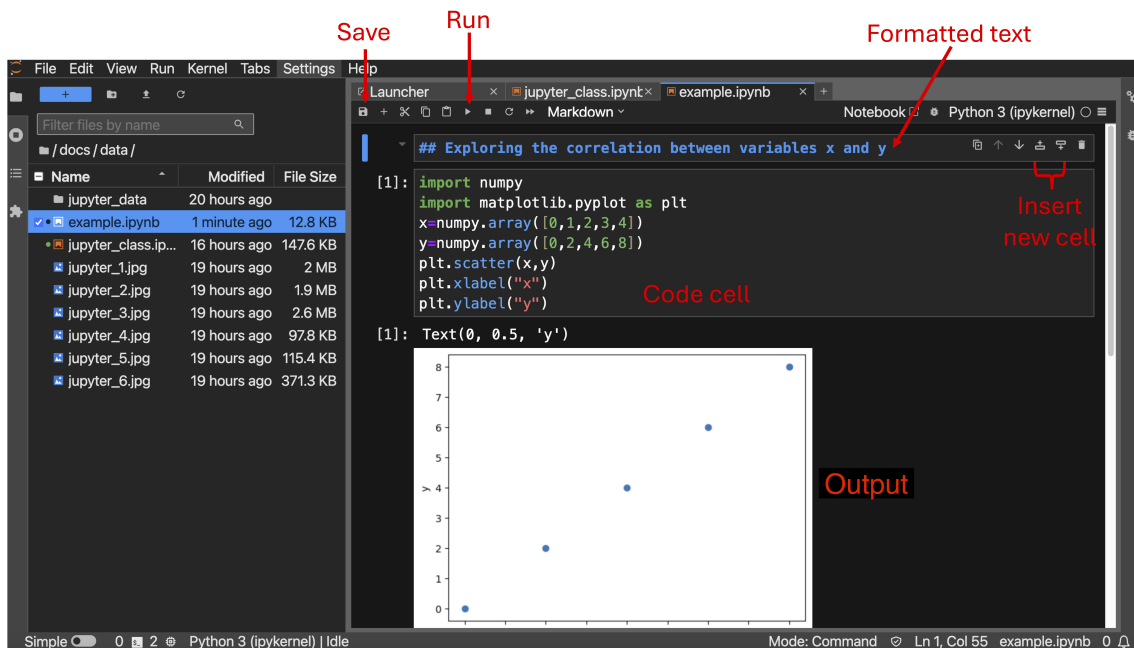 Save
Run
Formatted text
File Edit View Run Kernel Tabs Settings Help
Launcher
jupyter_class.ipynb
example.ipynb
Filter files by name
/ docs / data /
Name Modified File Size
jupyter_data 20 hours ago
example.ipynb 1 minute ago 12.8 KB
jupyter_class.ip... 16 hours ago 147.6 KB
jupyter_1.jpg 19 hours ago 2 MB
jupyter_2.jpg 19 hours ago 1.9 MB
jupyter_3.jpg 19 hours ago 2.6 MB
jupyter_4.jpg 19 hours ago 97.8 KB
jupyter_5.jpg 19 hours ago 115.4 KB
jupyter_6.jpg 19 hours ago 371.3 KB
Markdown
Notebook
Python 3 (ipykernel)
## Exploring the correlation between variables x and y
Insert
new cell
[1]: import numpy
import matplotlib.pyplot as plt
x=numpy.array([0,1,2,3,4])
y=numpy.array([0,2,4,6,8])
plt.scatter(x,y)
plt.xlabel("x")
plt.ylabel("y")
Code cell
[1]: Text(0, 0.5, 'y')
8
7
6
5
4
3
2
1
0
y
Output
Simple 0 2 Python 3 (ipykernel) | Idle
Mode: Command Ln 1, Col 55 example.ipynb 0